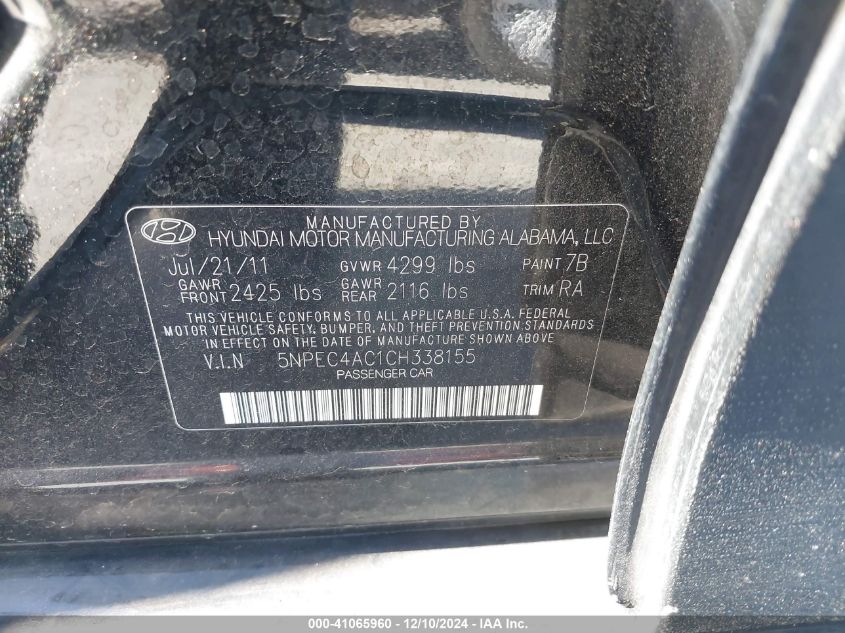 MANUFACTURED BY
HYUNDAI MOTOR MANUFACTURING ALABAMA, LLC
Jul/21/11 GVWR 4299 lbs PAINT 7B
GAWR FRONT 2425 lbs GAWR REAR 2116 lbs TRIM RA
THIS VEHICLE CONFORMS TO ALL APPLICABLE U.S.A. FEDERAL
MOTOR VEHICLE SAFETY, BUMPER, AND THEFT PREVENTION STANDARDS
IN EFFECT ON THE DATE OF MANUFACTURE SHOWN ABOVE
V.I.N 5NPEC4AC1CH338155
PASSENGER CAR
000-41065960 - 12/10/2024 - IAA Inc.